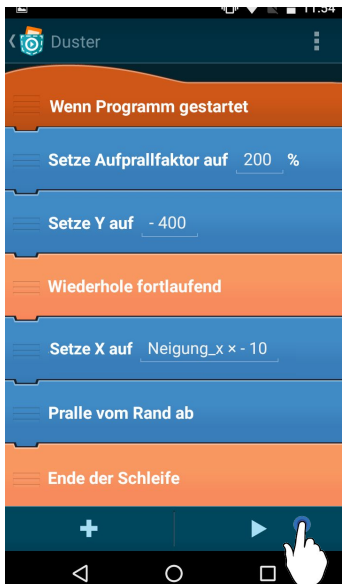 11:54
Duster
Wenn Programm gestartet
Setze Aufprallfaktor auf 200 %
Setze Y auf - 400
Wiederhole fortlaufend
Setze X auf Neigung_x × - 10
Pralle vom Rand ab
Ende der Schleife